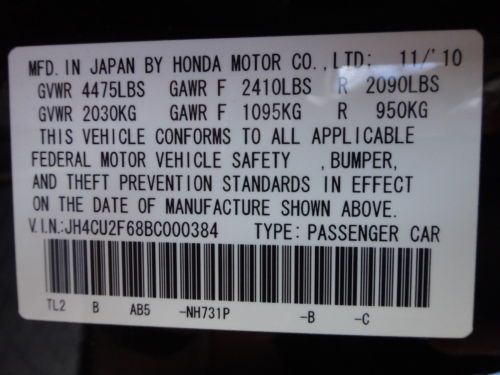 MFD. IN JAPAN BY HONDA MOTOR CO., LTD: 11/'10
GVWR 4475LBS GAWR F 2410LBS R 2090LBS
GVWR 2030KG GAWR F 1095KG R 950KG
THIS VEHICLE CONFORMS TO ALL APPLICABLE
FEDERAL MOTOR VEHICLE SAFETY , BUMPER,
AND THEFT PREVENTION STANDARDS IN EFFECT
ON THE DATE OF MANUFACTURE SHOWN ABOVE.
V.I.N.:JH4CU2F68BC000384 TYPE: PASSENGER CAR
TL2 B AB5 -NH731P -B -C